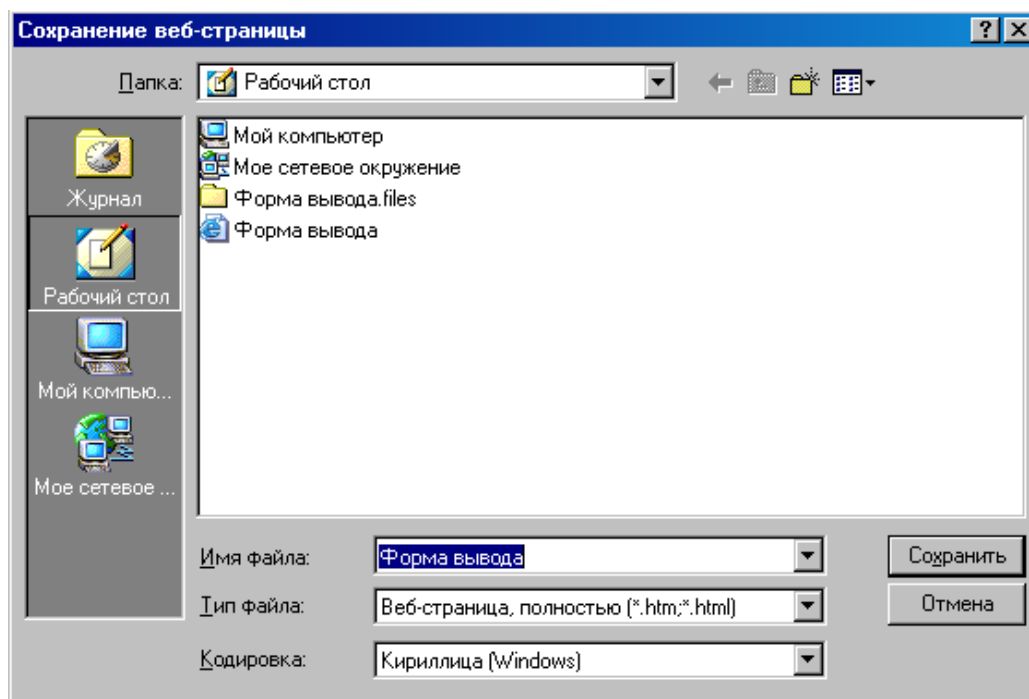 Сохранение веб-страницы
Папка: Рабочий стол
Журнал
Рабочий стол
Мой компью...
Мое сетевое ...
Мой компьютер
Мое сетевое окружение
Форма вывода.files
Форма вывода
Имя файла: Форма вывода Сохранить
Тип файла: Веб-страница, полностью (*.htm;*.html) Отмена
Кодировка: Кириллица (Windows)